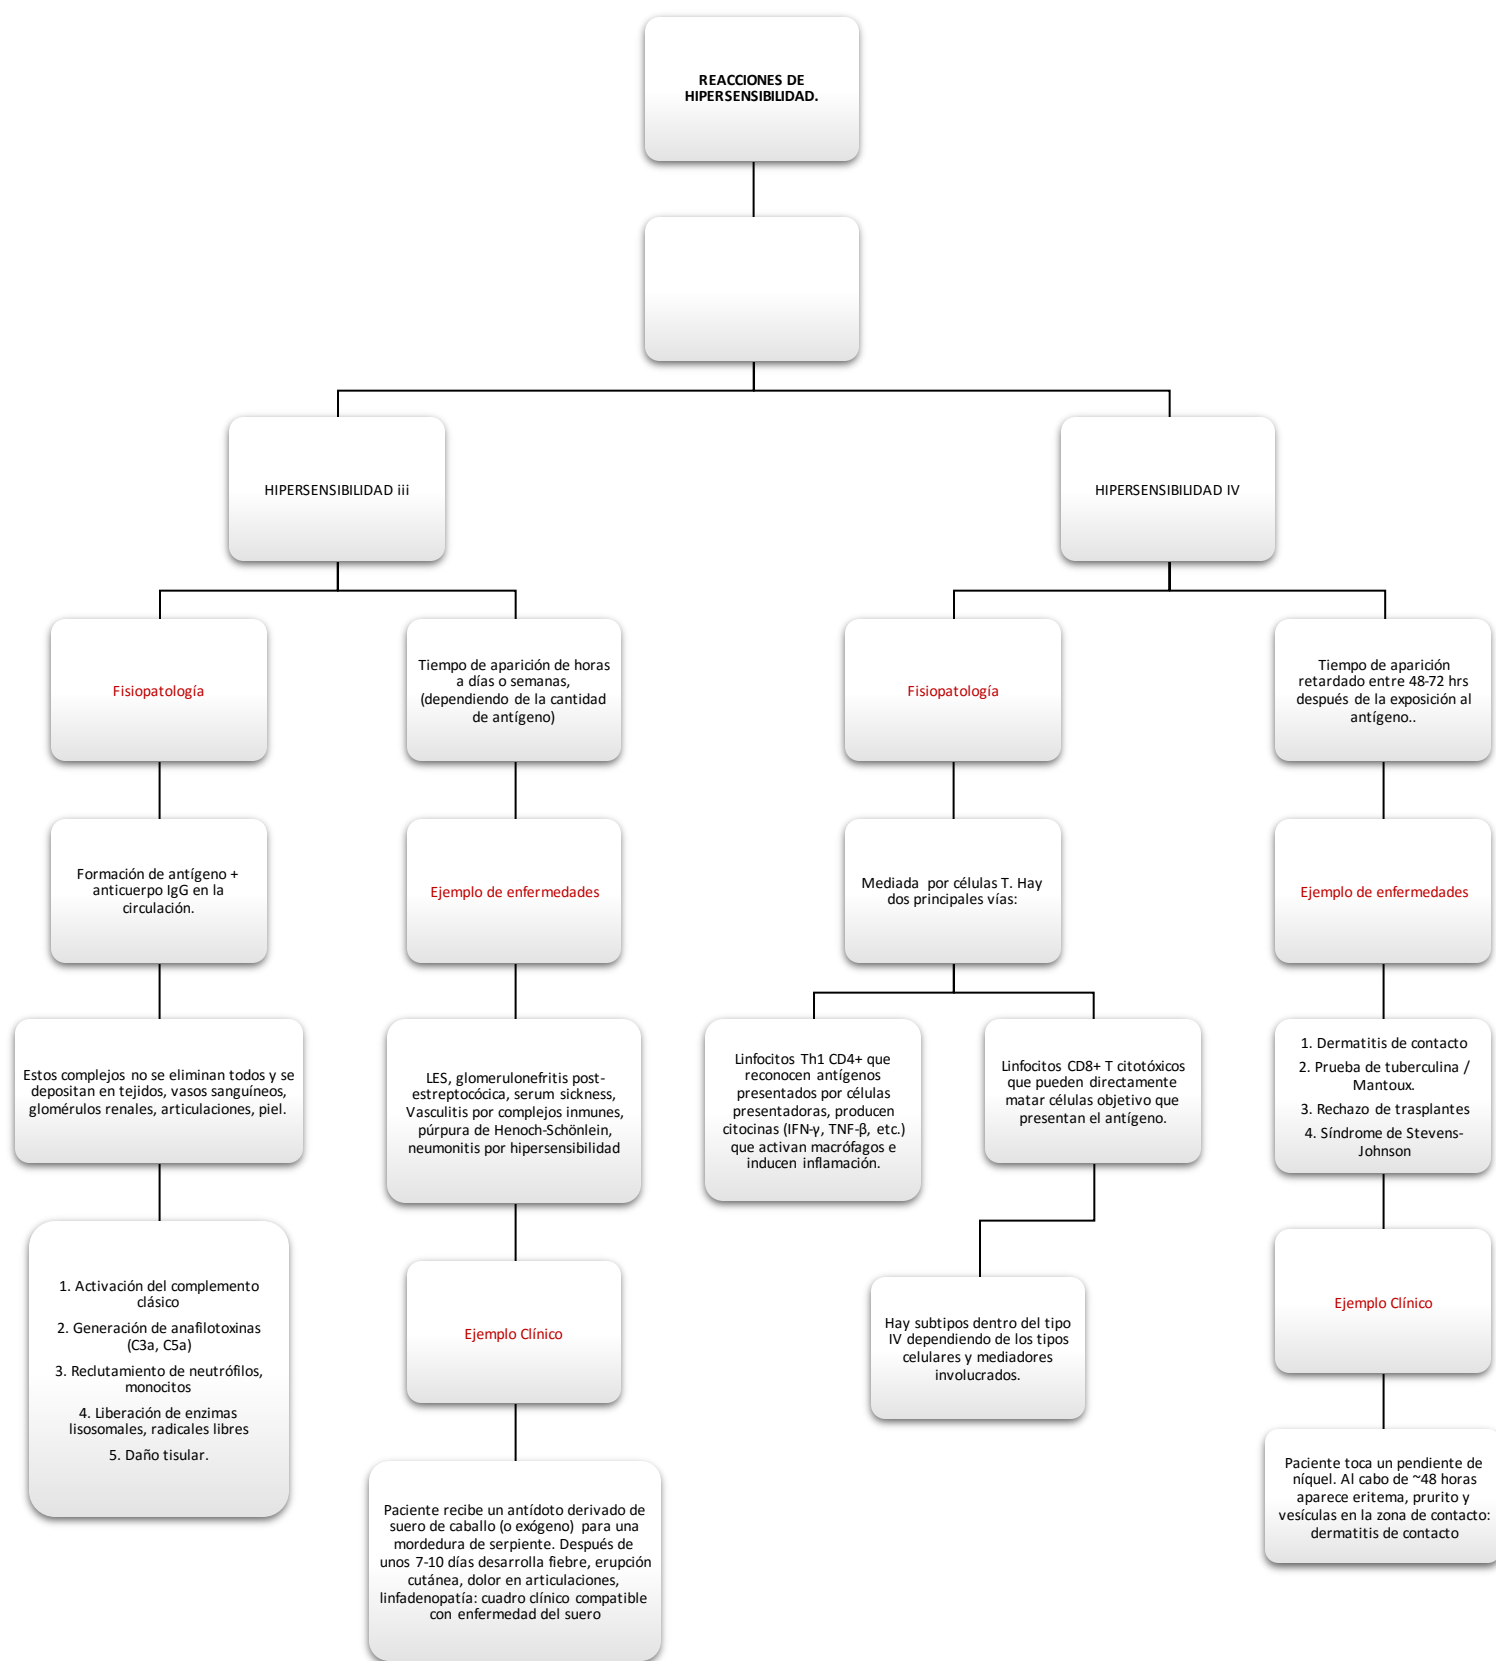 REACCIONES DE
HIPERSENSIBILIDAD.
HIPERSENSIBILIDAD iii
HIPERSENSIBILIDAD IV
Fisiopatología
Tiempo de aparición de horas
a días o semanas,
(dependiendo de la cantidad
de antígeno)
Fisiopatología
Tiempo de aparición
retardado entre 48-72 hrs
después de la exposición al
antígeno..
Formación de antígeno +
anticuerpo IgG en la
circulación.
Ejemplo de enfermedades
Mediada por células T. Hay
dos principales vías:
Ejemplo de enfermedades
Estos complejos no se eliminan todos y se
depositan en tejidos, vasos sanguíneos,
glomérulos renales, articulaciones, piel.
LES, glomerulonefritis post-
estreptocócica, serum sickness,
Vasculitis por complejos inmunes,
púrpura de Henoch-Schönlein,
neumonitis por hipersensibilidad
Linfocitos Th1 CD4+ que
reconocen antígenos
presentados por células
presentadoras, producen
citocinas (IFN-γ, TNF-β, etc.)
que activan macrófagos e
inducen inflamación.
Linfocitos CD8+ T citotóxicos
que pueden directamente
matar células objetivo que
presentan el antígeno.
1. Dermatitis de contacto
2. Prueba de tuberculina /
Mantoux.
3. Rechazo de trasplantes
4. Síndrome de Stevens-
Johnson
1. Activación del complemento
clásico
2. Generación de anafilotoxinas
(C3a, C5a)
3. Reclutamiento de neutrófilos,
monocitos
4. Liberación de enzimas
lisosomales, radicales libres
5. Daño tisular.
Ejemplo Clínico
Hay subtipos dentro del tipo
IV dependiendo de los tipos
celulares y mediadores
involucrados.
Ejemplo Clínico
Paciente recibe un antídoto derivado de
suero de caballo (o exógeno) para una
mordedura de serpiente. Después de
unos 7-10 días desarrolla fiebre, erupción
cutánea, dolor en articulaciones,
linfadenopatía: cuadro clínico compatible
con enfermedad del suero
Paciente toca un pendiente de
níquel. Al cabo de ~48 horas
aparece eritema, prurito y
vesículas en la zona de contacto:
dermatitis de contacto